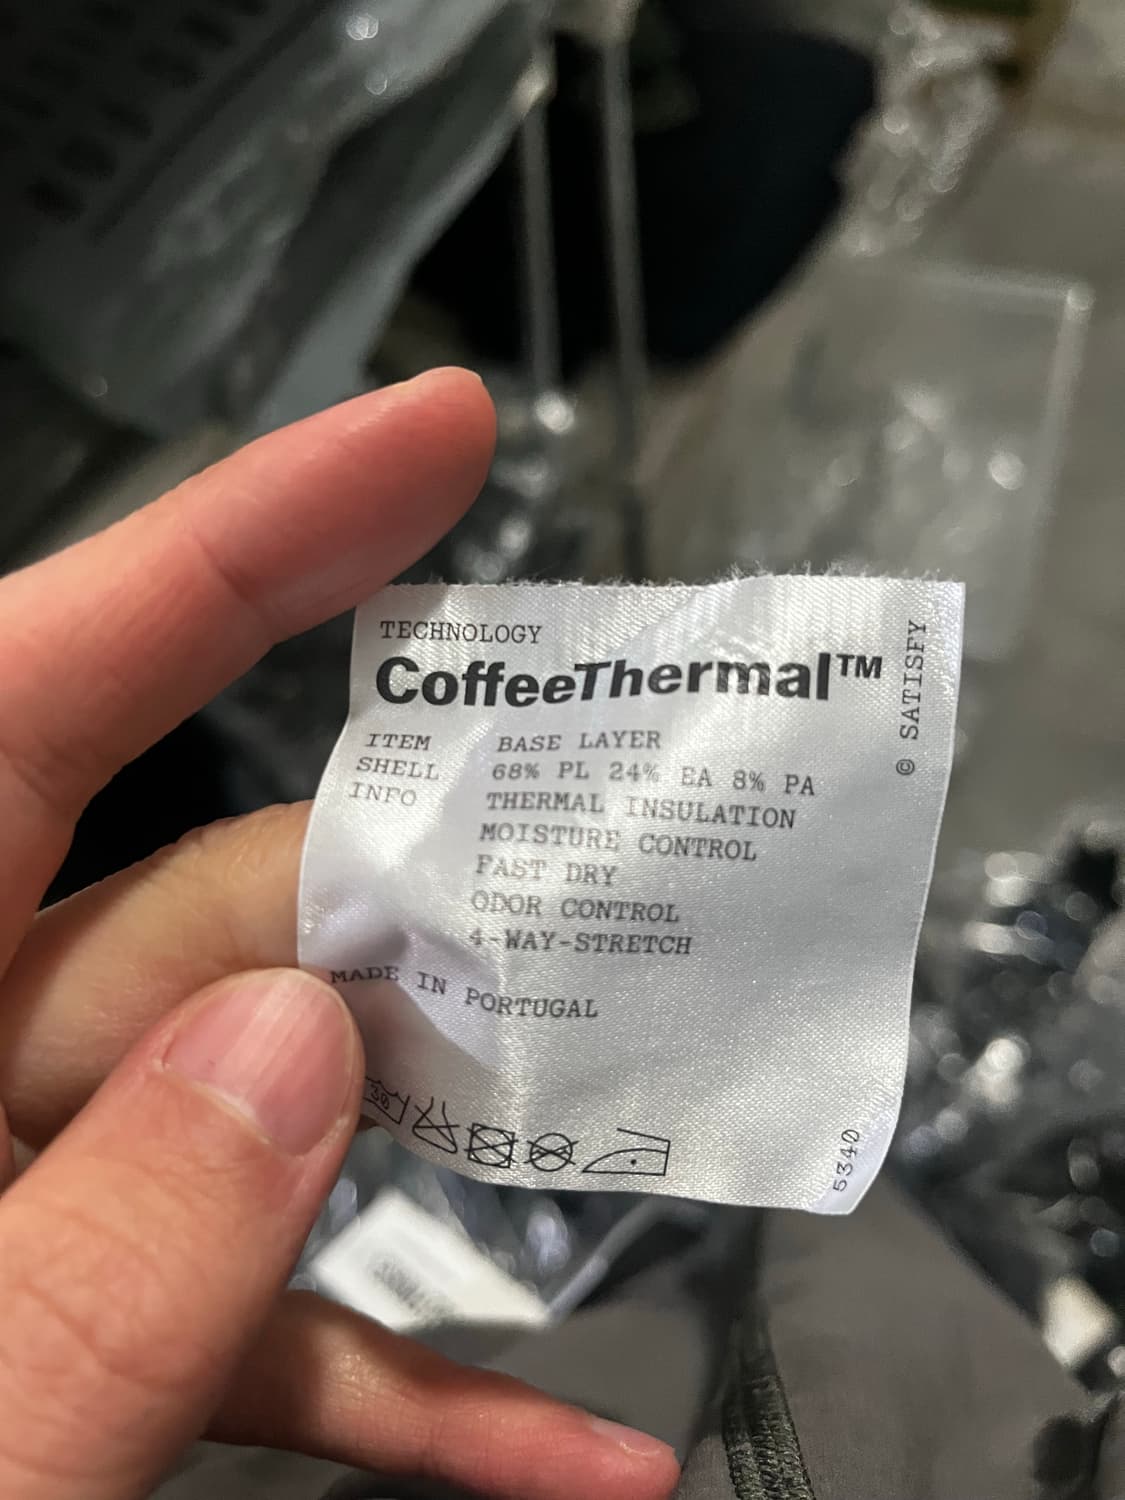 TECHNOLOGY
CoffeeThermal™
ITEM BASE LAYER
SHELL 68% PL 24% EA 8% PA
INFO THERMAL INSULATION
MOISTURE CONTROL
FAST DRY
ODOR CONTROL
4-WAY-STRETCH
MADE IN PORTUGAL
30
© SATISFY
5340